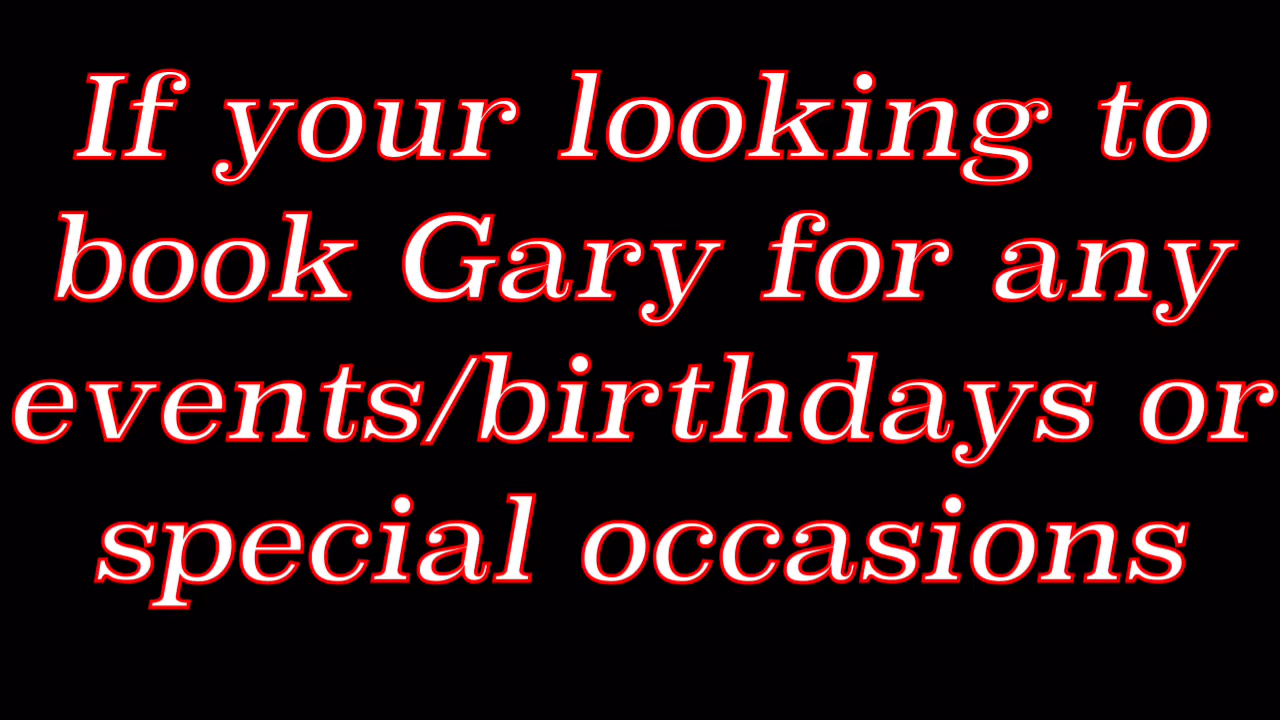 If your looking to
book Gary for any
events/birthdays or
special occasions